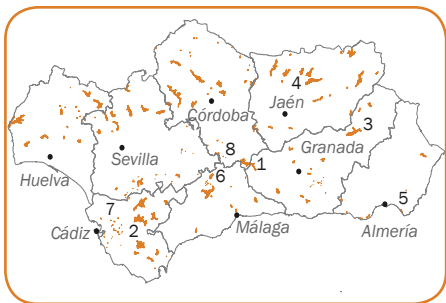 4
Córdoba
Jaén
3
8
Granada
Sevilla
1
6
Huelva
5
7
2
Málaga
Cádiz
Almería